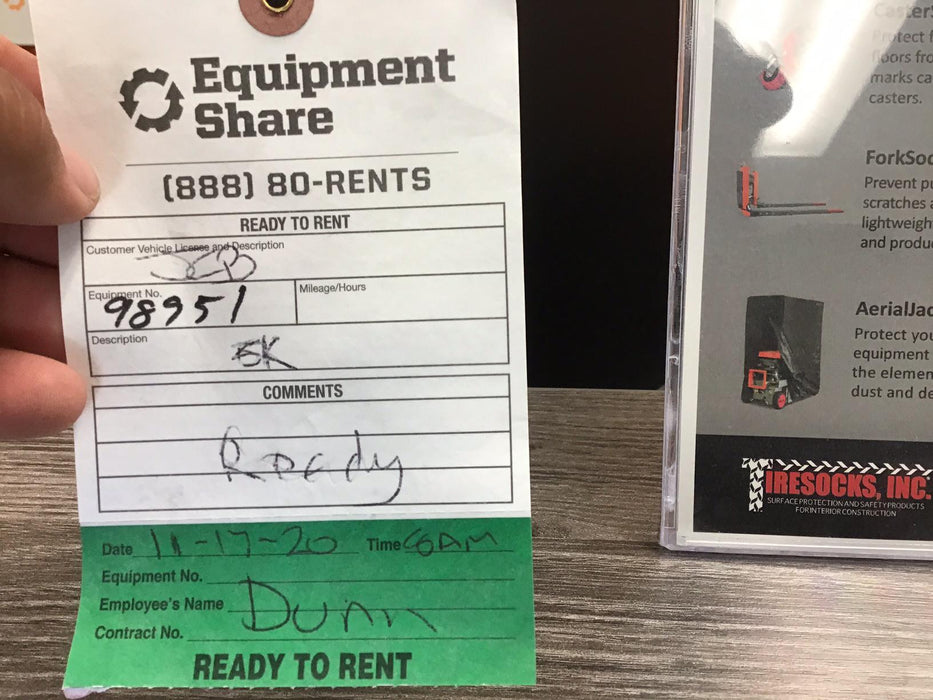 Equipment
Share
(888) 80-RENTS
READY TO RENT
Customer Vehicle License and Description
JCB
Equipment No.
98951
Mileage/Hours
Description
5K
COMMENTS
Ready
Date 11-17-20 Time 6AM
Equipment No.
Employee's Name Dunn
Contract No.
READY TO RENT
Caster
Protect f
floors fro
marks ca
casters.
ForkSoc
Prevent pu
scratches a
lightweigh
and produ
AerialJac
Protect you
equipment
the elemen
dust and de
TIRESOCKS, INC.
SURFACE PROTECTION AND SAFETY PRODUCTS
FOR INTERIOR CONSTRUCTION